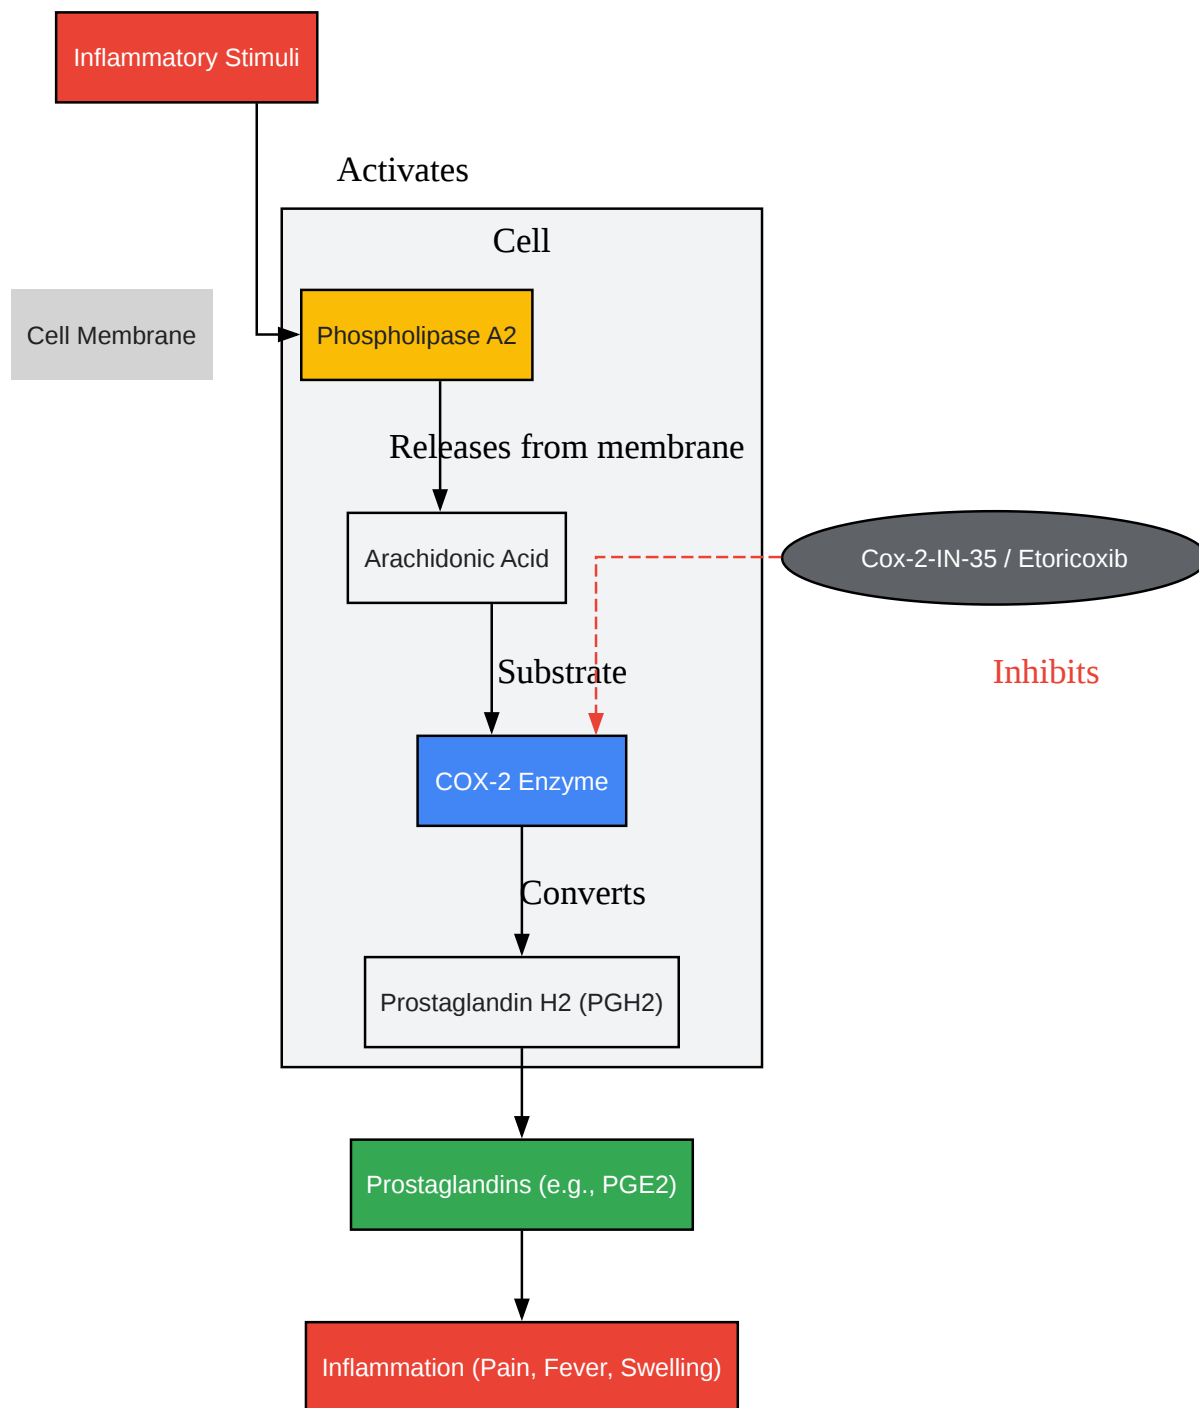 Inflammatory Stimuli
Activates
Cell
Cell Membrane
Phospholipase A2
Releases from membrane
Arachidonic Acid
Cox-2-IN-35 / Etoricoxib
Substrate
Inhibits
COX-2 Enzyme
Converts
Prostaglandin H2 (PGH2)
Prostaglandins (e.g., PGE2)
Inflammation (Pain, Fever, Swelling)